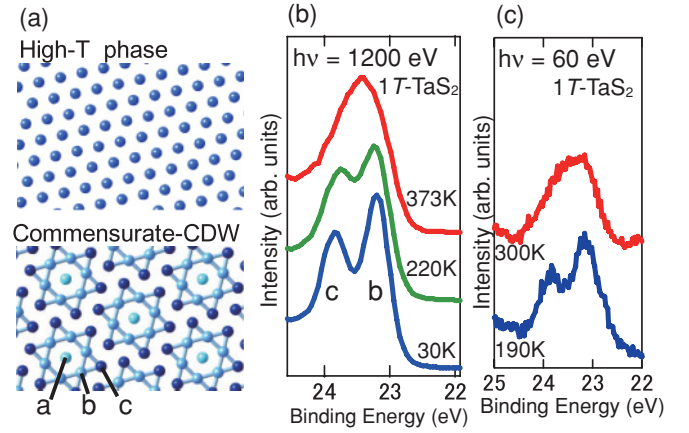 (a)
High-T phase
Commensurate-CDW
a b c
(b)
hν = 1200 eV
1T-TaS₂
Intensity (arb. units)
373K
220K
c b
30K
24 23 22
Binding Energy (eV)
(c)
hν = 60 eV
1T-TaS₂
Intensity (arb. units)
300K
190K
25 24 23 22
Binding Energy (eV)